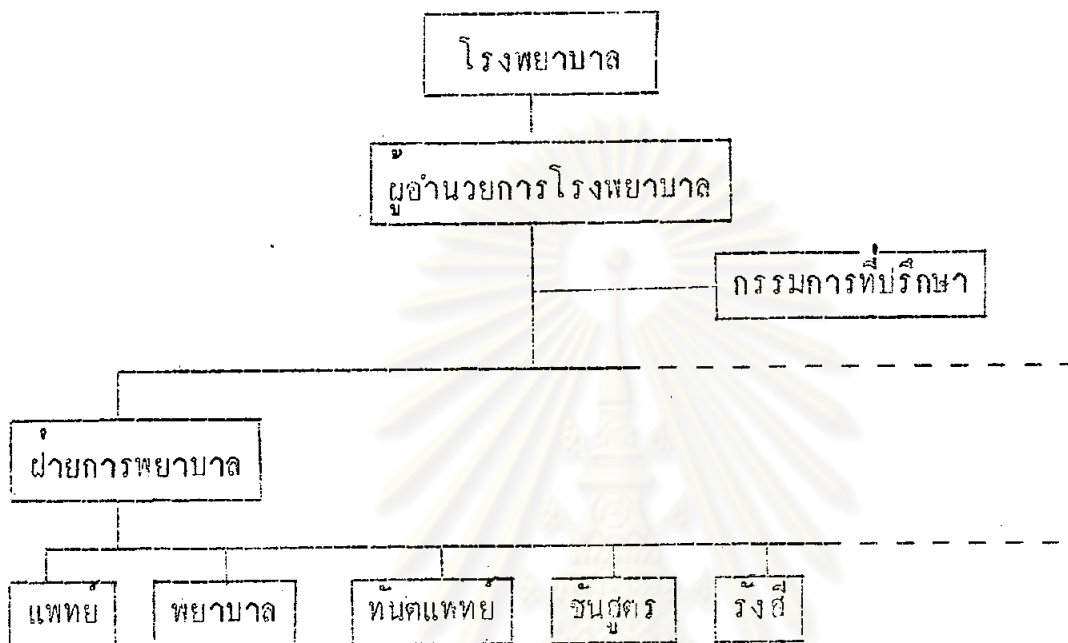 โรงพยาบาล
ผู้อำนวยการโรงพยาบาล
กรรมการที่ปรึกษา
ฝ่ายการพยาบาล
แพทย์ พยาบาล ทันตแพทย์ ชันสูตร รังสี